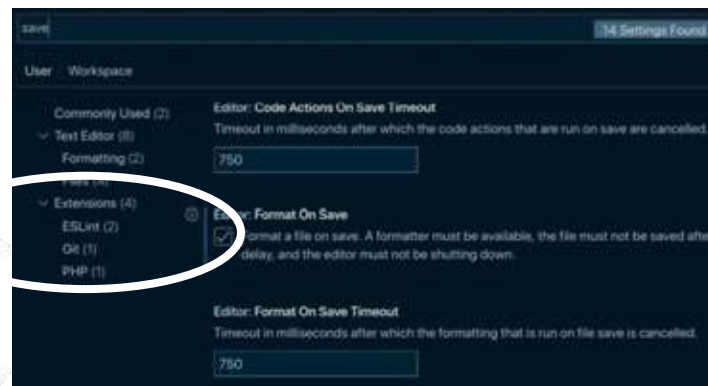 save
14 Settings Found
User Workspace
Commonly Used (2)
Text Editor (8)
Formatting (2)
Files (4)
Extensions (4)
ESLint (2)
Git (1)
PHP (1)
Editor: Code Actions On Save Timeout
Timeout in milliseconds after which the code actions that are run on save are cancelled.
750
Editor: Format On Save
Format a file on save. A formatter must be available, the file must not be saved after
delay, and the editor must not be shutting down.
Editor: Format On Save Timeout
Timeout in milliseconds after which the formatting that is run on file save is cancelled.
750